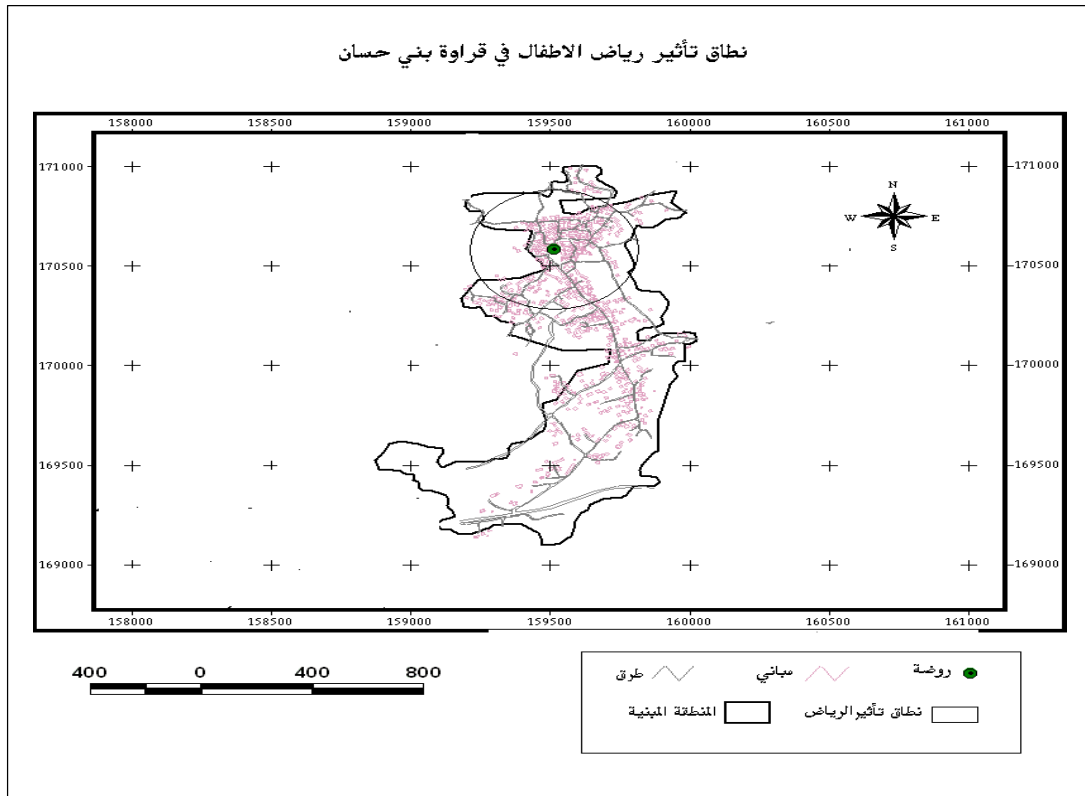 نطاق تأثير رياض الاطفال في قراوة بني حسان
158000 158500 159000 159500 160000 160500 161000
171000 171000
N
W E
S
170500 170500
170000 170000
169500 169500
169000 169000
158000 158500 159000 159500 160000 160500 161000
400 0 400 800
روضة مباني طرق
نطاق تأثير الرياض المنطقة المبنية